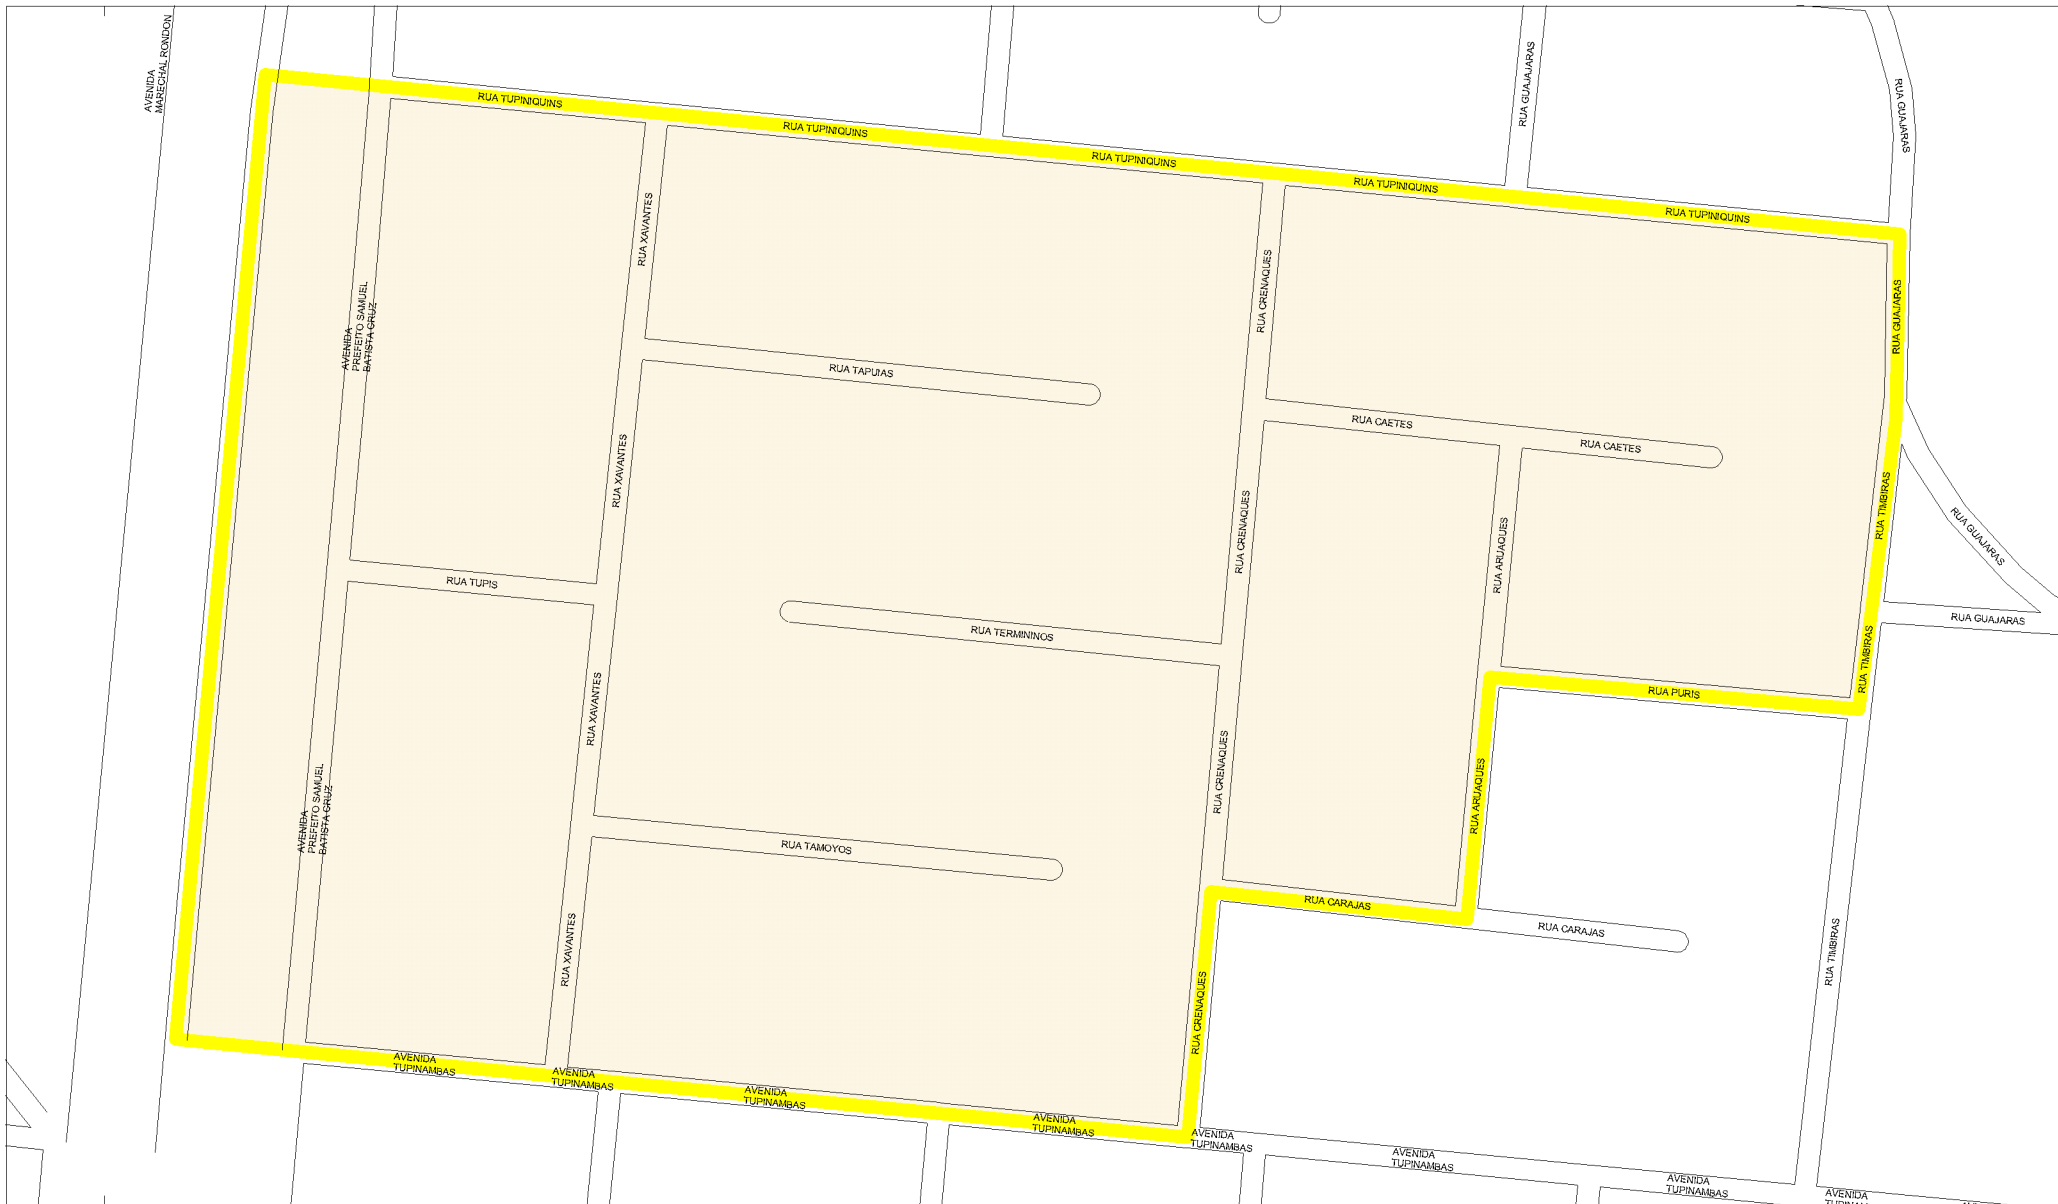 AVENIDA
MARECHAL RONDON
RUA TUPINIQUINS
RUA TUPINIQUINS
RUA TUPINIQUINS
RUA TUPINIQUINS
RUA TUPINIQUINS
RUA GUAJAJARAS
RUA GUAJARAS
RUA XAVANTES
RUA CRENAQUES
RUA GUAJARAS
AVENIDA
PREFEITO SAMUEL
BATISTA CRUZ
RUA TAPUIAS
RUA CAETES
RUA CAETES
RUA XAVANTES
RUA CRENAQUES
RUA ARUAQUES
RUA TIMBIRAS
RUA GUAJARAS
RUA TUPIS
RUA TERMININOS
RUA GUAJARAS
RUA TIMBIRAS
RUA PURIS
RUA XAVANTES
RUA CRENAQUES
RUA ARUAQUES
AVENIDA
PREFEITO SAMUEL
BATISTA CRUZ
RUA TAMOYOS
RUA CARAJAS
RUA CARAJAS
RUA XAVANTES
RUA TIMBIRAS
RUA CRENAQUES
AVENIDA
TUPINAMBAS
AVENIDA
TUPINAMBAS
AVENIDA
TUPINAMBAS
AVENIDA
TUPINAMBAS
AVENIDA
TUPINAMBAS
AVENIDA
TUPINAMBAS
AVENIDA
TUPINAMBAS
AVENIDA